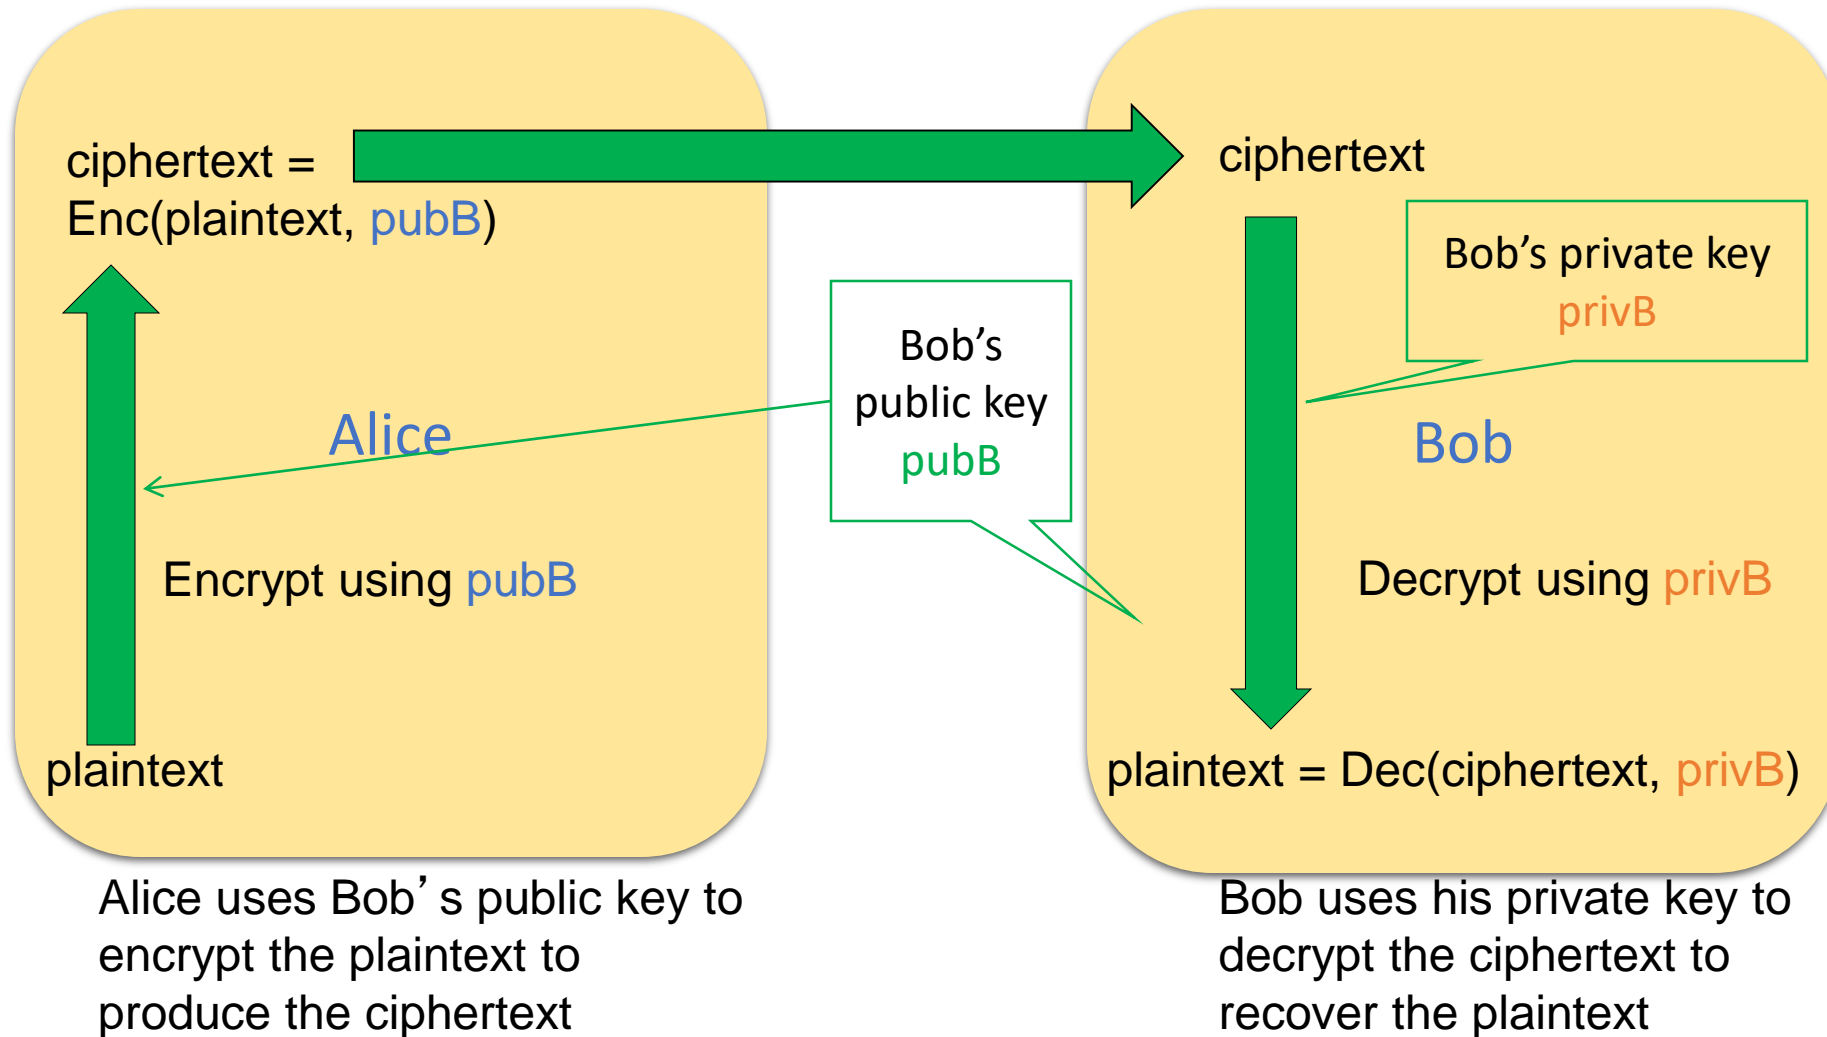 ciphertext =
Enc(plaintext, pubB)
Alice
Encrypt using pubB
plaintext
Alice uses Bob’s public key to
encrypt the plaintext to
produce the ciphertext
Bob’s
public key
pubB
ciphertext
Bob’s private key
privB
Bob
Decrypt using privB
plaintext = Dec(ciphertext, privB)
Bob uses his private key to
decrypt the ciphertext to
recover the plaintext